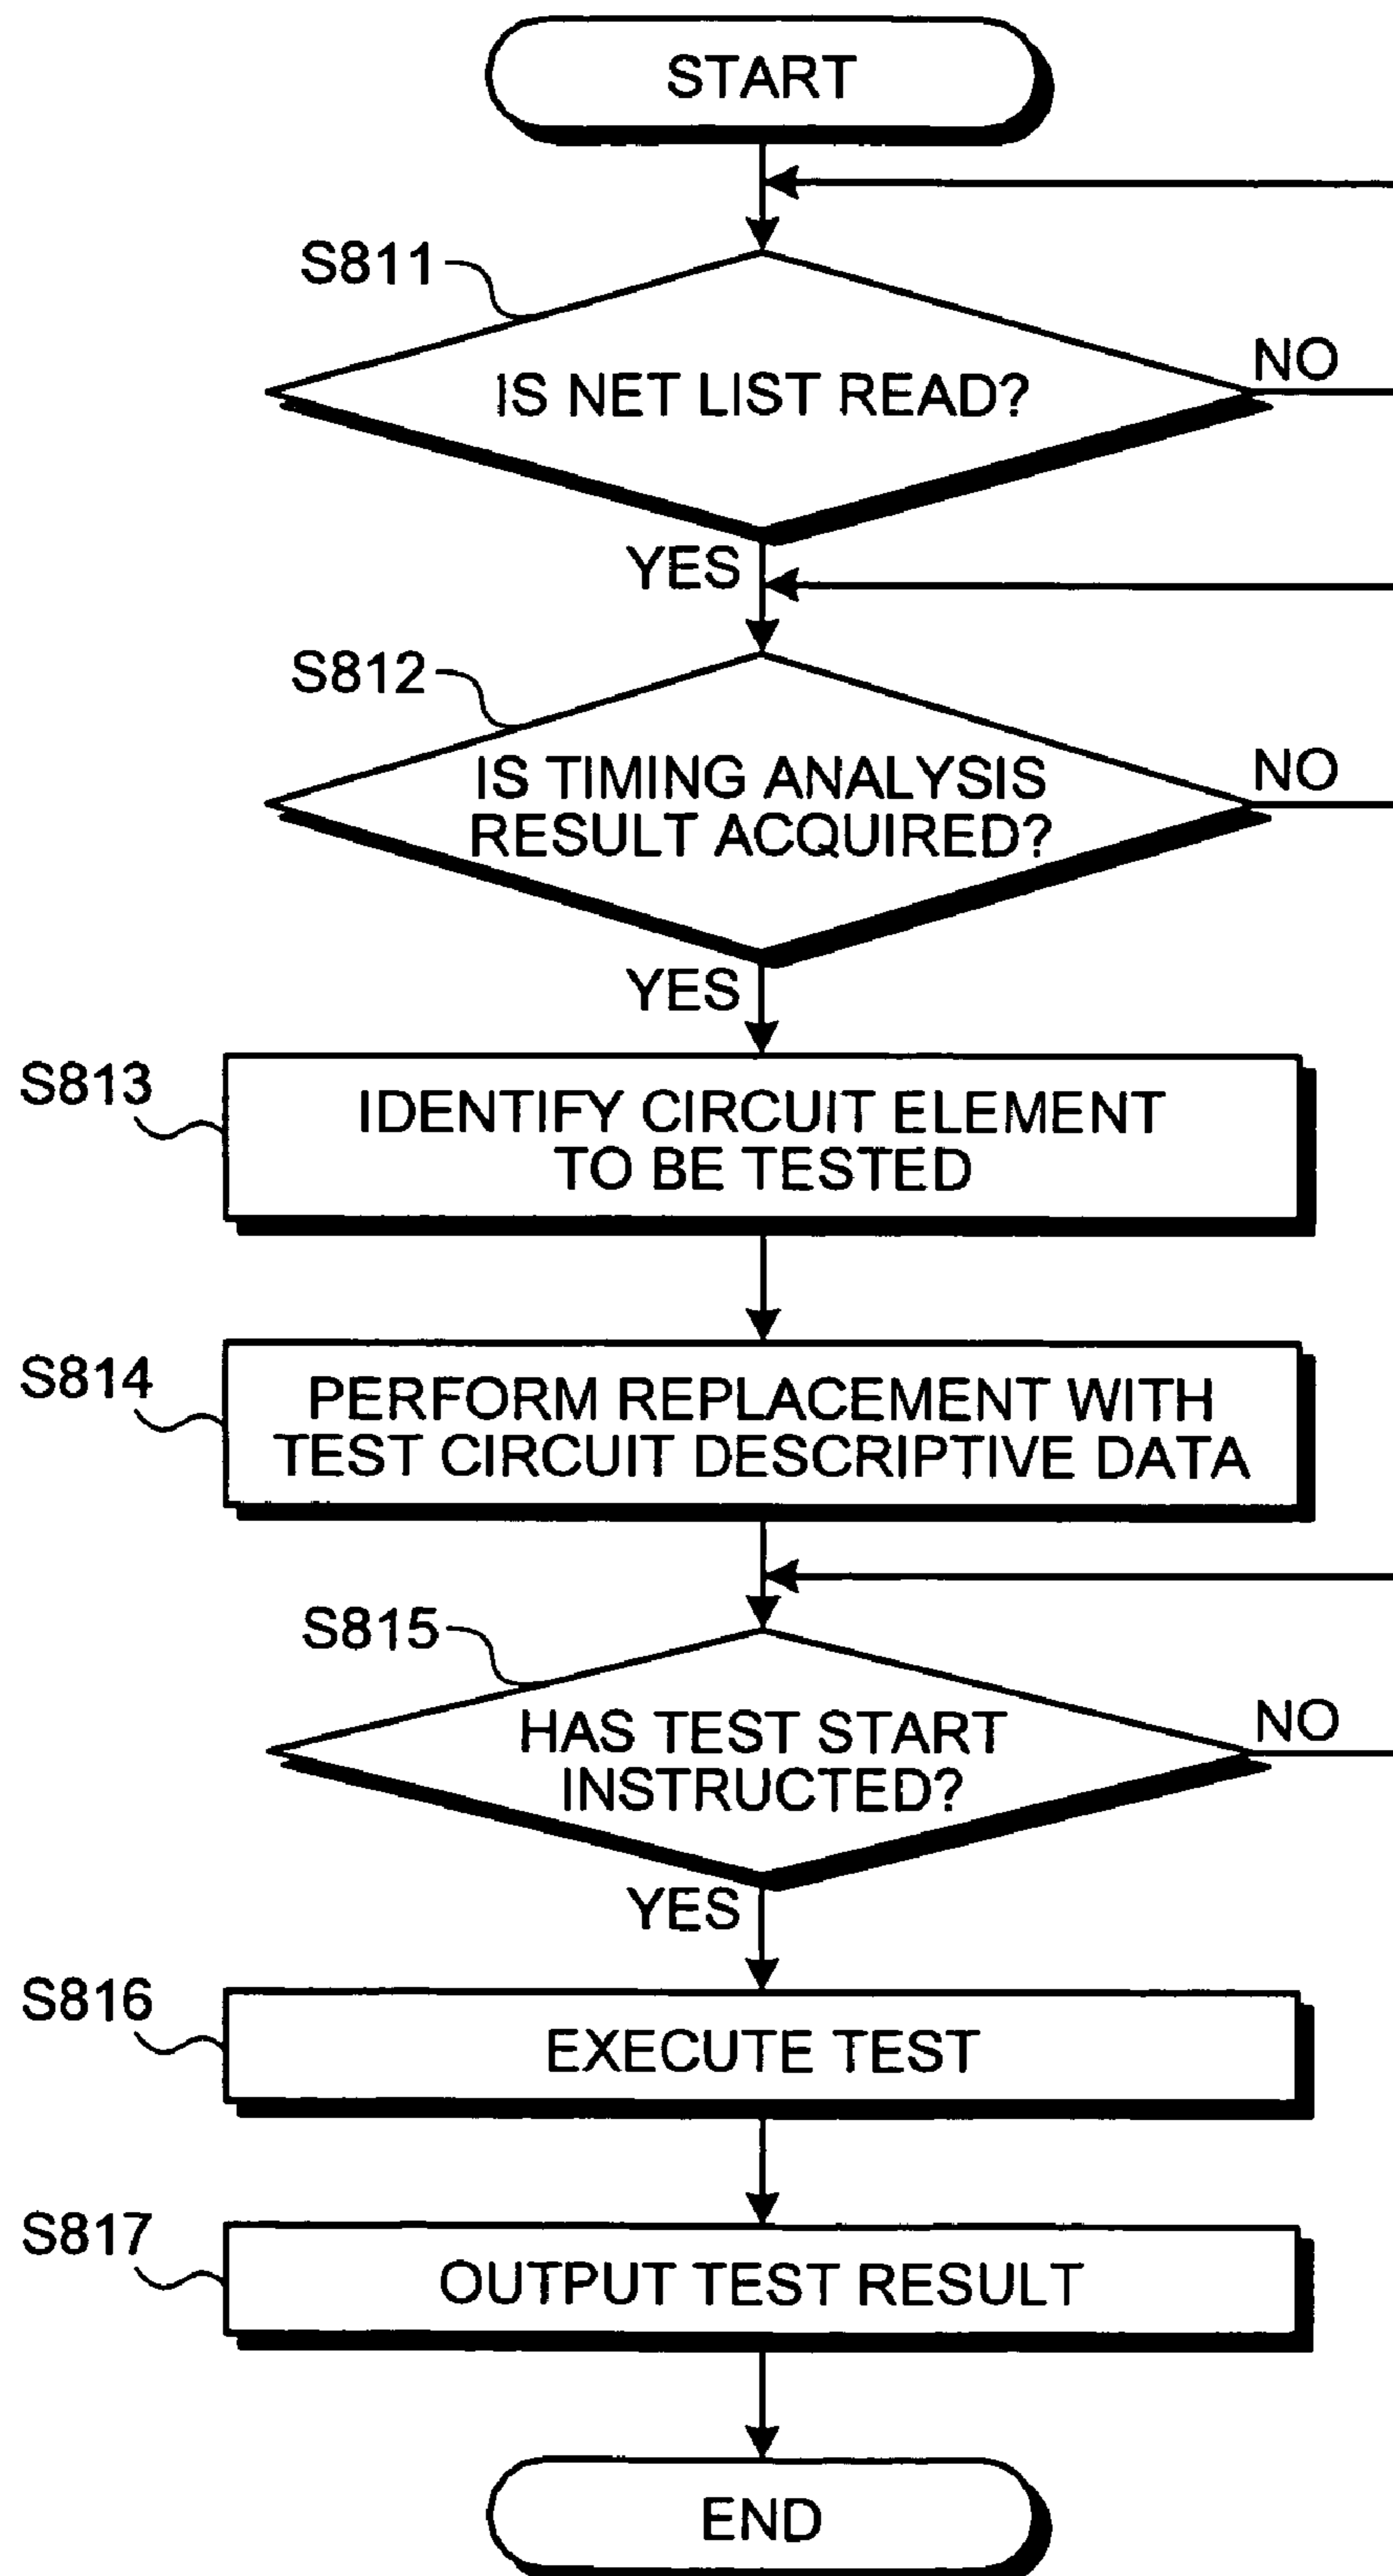 START
S811
IS NET LIST READ?
NO
YES
S812
IS TIMING ANALYSIS
RESULT ACQUIRED?
NO
YES
S813
IDENTIFY CIRCUIT ELEMENT
TO BE TESTED
S814
PERFORM REPLACEMENT WITH
TEST CIRCUIT DESCRIPTIVE DATA
S815
HAS TEST START
INSTRUCTED?
NO
YES
S816
EXECUTE TEST
S817
OUTPUT TEST RESULT
END